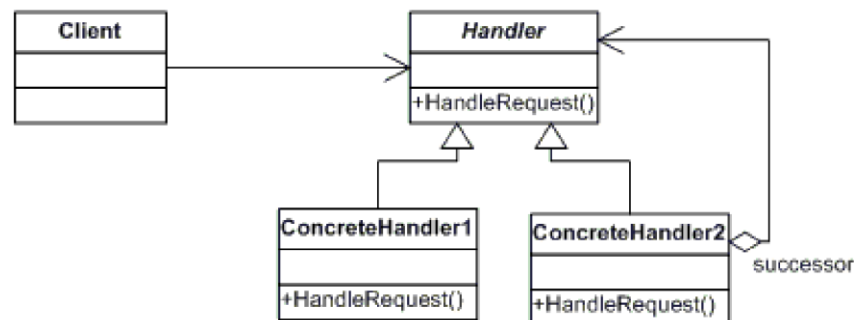 Client
Handler
+HandleRequest()
ConcreteHandler1
+HandleRequest()
ConcreteHandler2
+HandleRequest()
successor